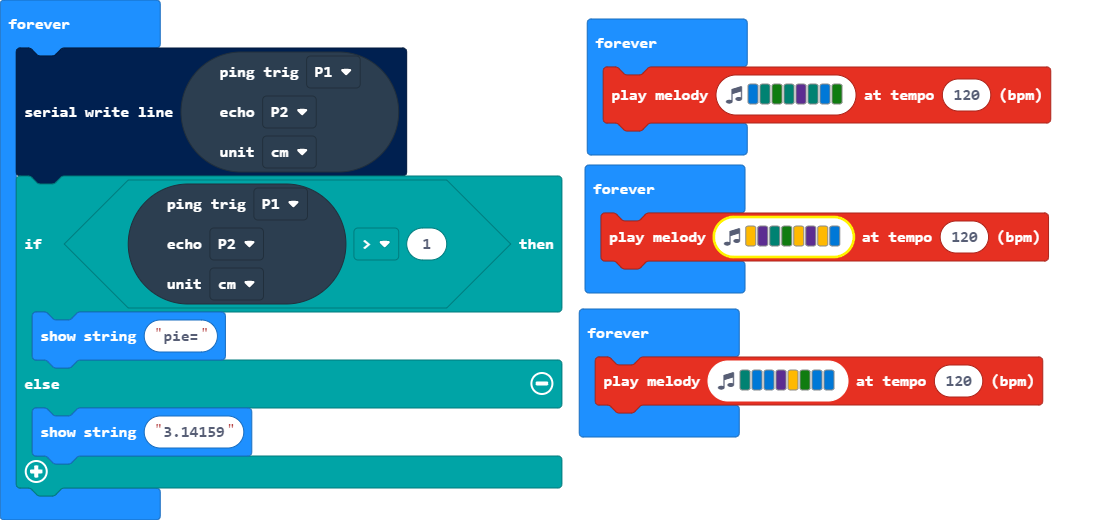 forever
serial write line ping trig P1
echo P2
unit cm
if ping trig P1
echo P2 > 1 then
unit cm
show string "pie="
else
show string "3.14159"
forever
play melody at tempo 120 (bpm)
forever
play melody at tempo 120 (bpm)
forever
play melody at tempo 120 (bpm)